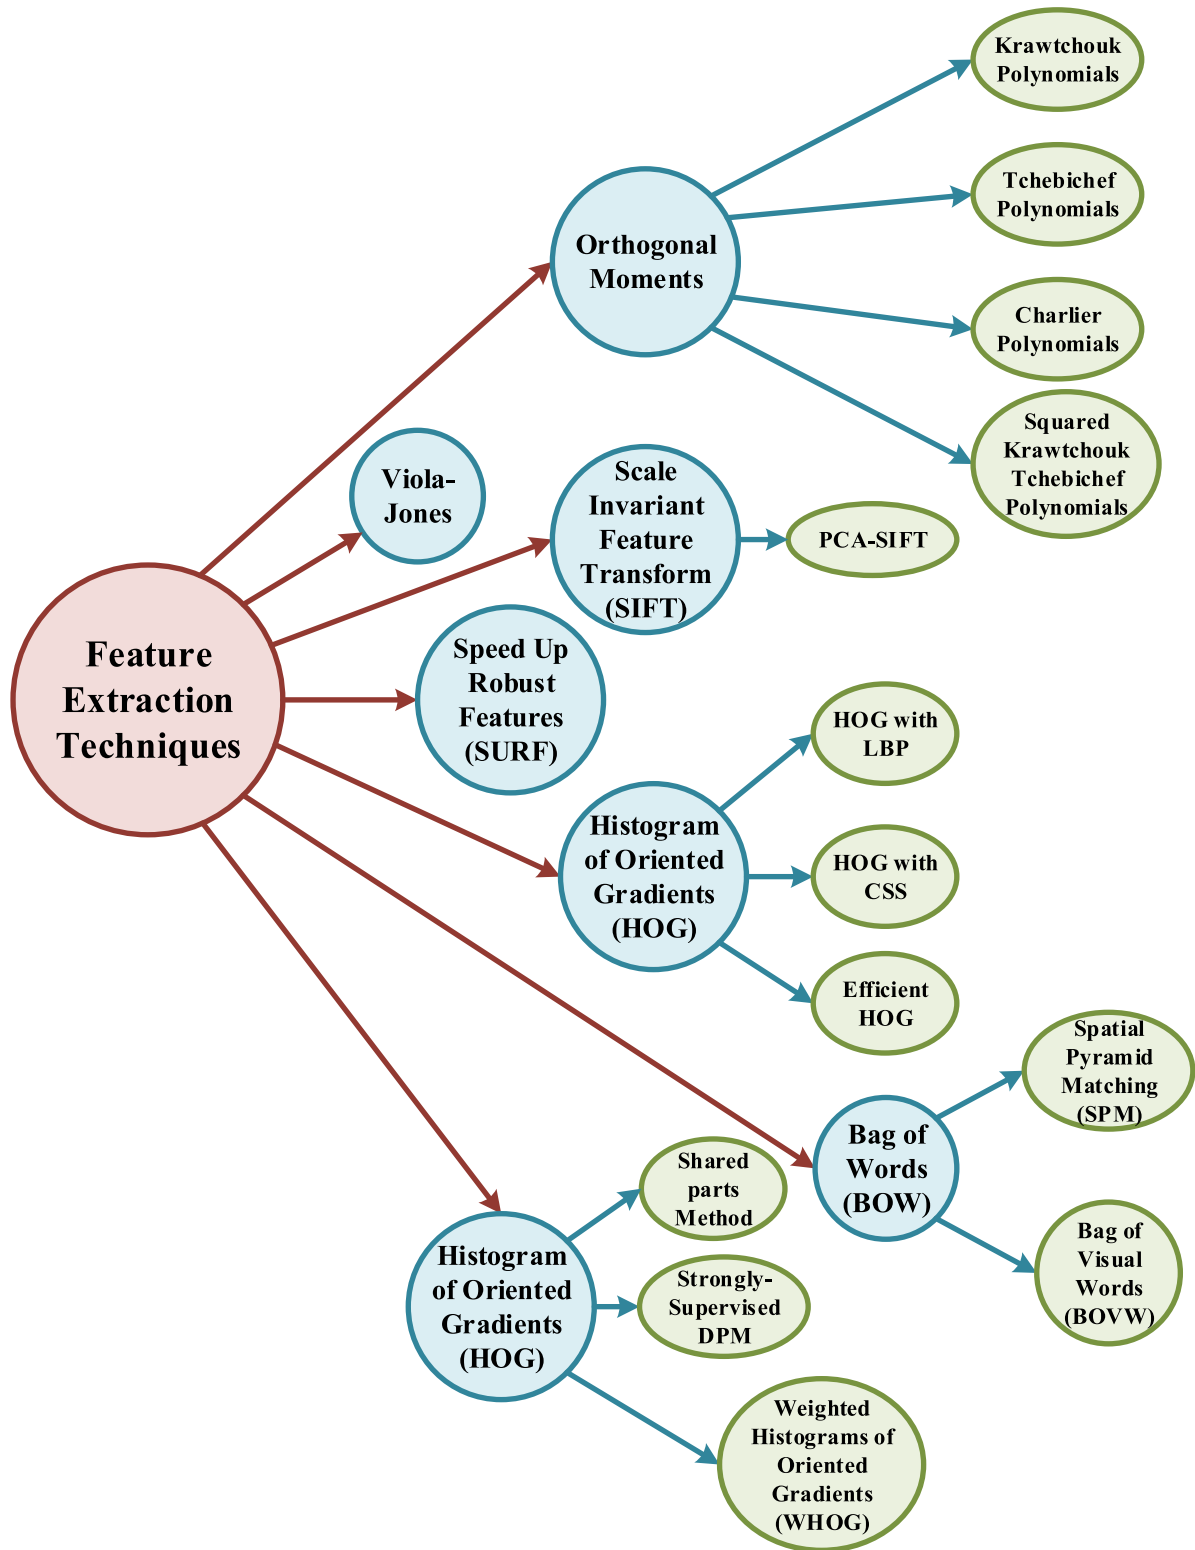 Feature
Extraction
Techniques
Orthogonal
Moments
Krawtchouk
Polynomials
Tchebichef
Polynomials
Charlier
Polynomials
Squared
Krawtchouk
Tchebichef
Polynomials
Viola-
Jones
Scale
Invariant
Feature
Transform
(SIFT)
PCA-SIFT
Speed Up
Robust
Features
(SURF)
Histogram
of Oriented
Gradients
(HOG)
HOG with
LBP
HOG with
CSS
Efficient
HOG
Bag of
Words
(BOW)
Spatial
Pyramid
Matching
(SPM)
Bag of
Visual
Words
(BOVW)
Histogram
of Oriented
Gradients
(HOG)
Shared
parts
Method
Strongly-
Supervised
DPM
Weighted
Histograms of
Oriented
Gradients
(WHOG)